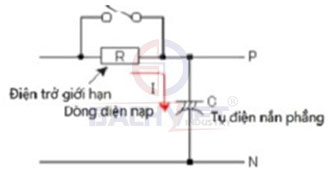 R
P
Điện trở giới hạn
I
Dòng điện nạp
C
Tụ điện nắn phẳng
N